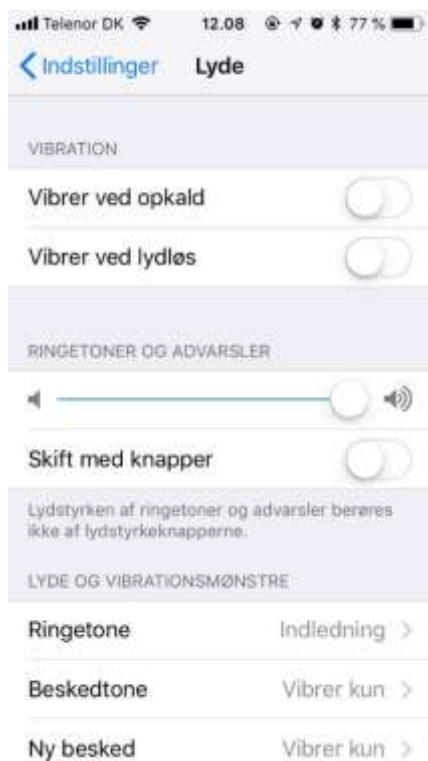 Telenor DK 12.08 77 %
Indstillinger Lyde
VIBRATION
Vibrer ved opkald
Vibrer ved lydløs
RINGETONER OG ADVARSLER
Skift med knapper
Lydstyrken af ringetoner og advarsler berøres
ikke af lydstyrkeknapperne.
LYDE OG VIBRATIONSMØNSTRE
Ringetone Indledning
Beskedtone Vibrer kun
Ny besked Vibrer kun